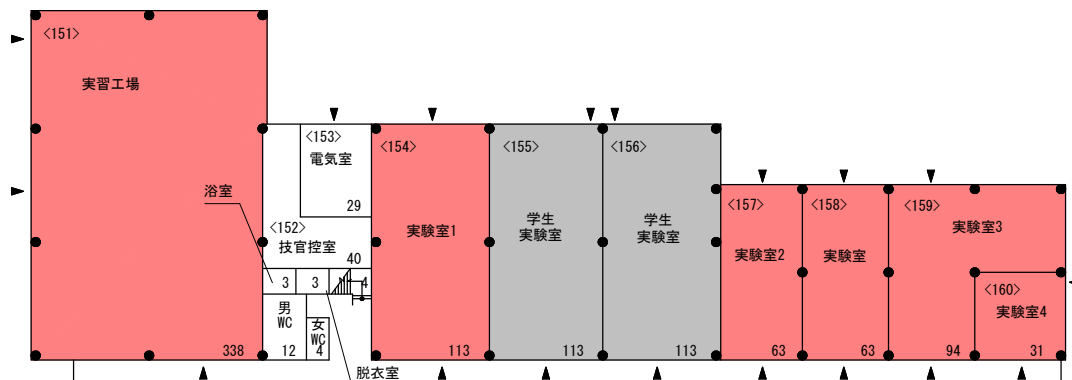 <151>
実習工場
338
<153>
電気室
29
浴室
<152>
技官控室
40
3
3
4
男
WC
12
女
WC
4
脱衣室
<154>
実験室1
113
<155>
学生
実験室
113
<156>
学生
実験室
113
<157>
実験室2
63
<158>
実験室
63
<159>
実験室3
94
<160>
実験室4
31